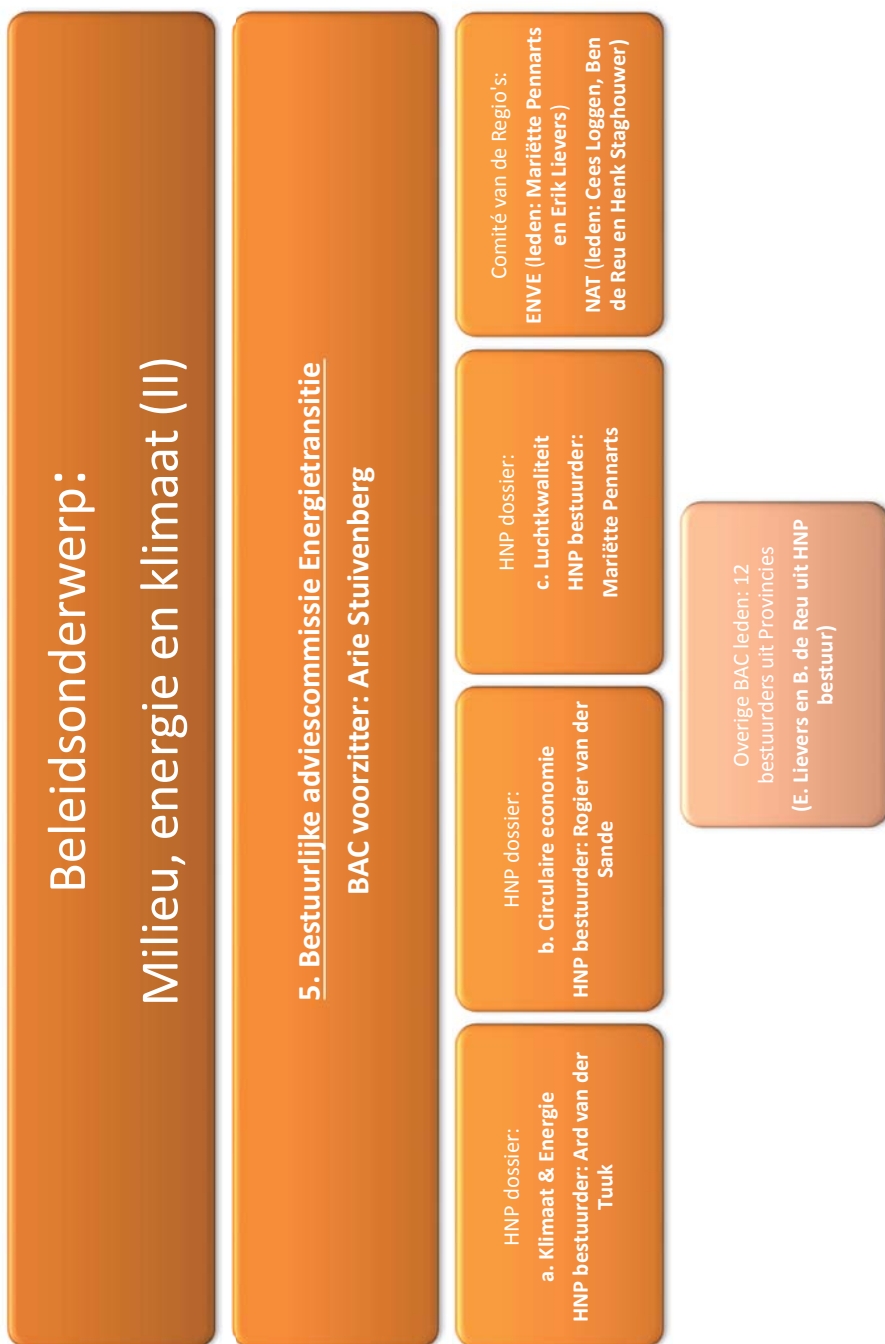 Beleidsonderwerp:
Milieu, energie en klimaat (II)
5. Bestuurlijke adviescommissie Energietransitie
BAC voorzitter: Arie Stuivenberg
HNP dossier:
a. Klimaat & Energie
HNP bestuurder: Ard van der
Tuuk
HNP dossier:
b. Circulaire economie
HNP bestuurder: Rogier van der
Sande
HNP dossier:
c. Luchtkwaliteit
HNP bestuurder:
Mariëtte Pennarts
Comité van de Regio's:
ENVE (leden: Mariëtte Pennarts
en Erik Lievers)
NAT (leden: Cees Loggen, Ben
de Reu en Henk Staghouwer)
Overige BAC leden: 12
bestuurders uit Provincies
(E. Lievers en B. de Reu uit HNP
bestuur)